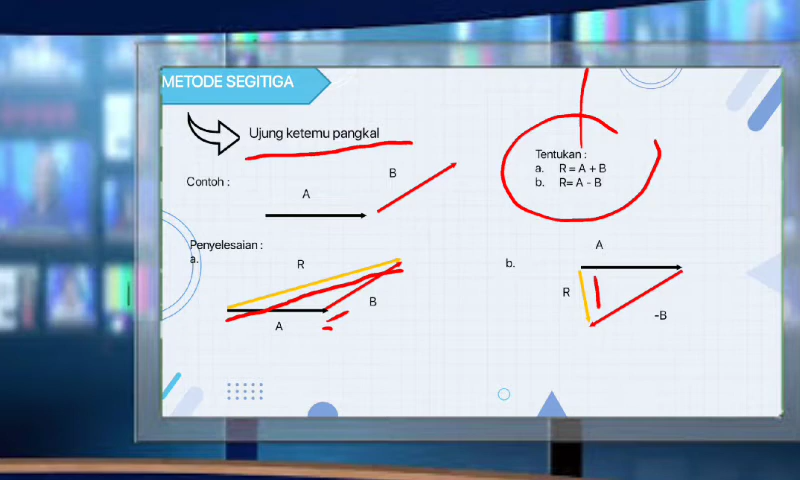 METODE SEGITIGA
Ujung ketemu pangkal
Contoh :
A
B
Tentukan :
a. R = A + B
b. R= A - B
Penyelesaian :
a.
R
B
A
b.
A
R
-B